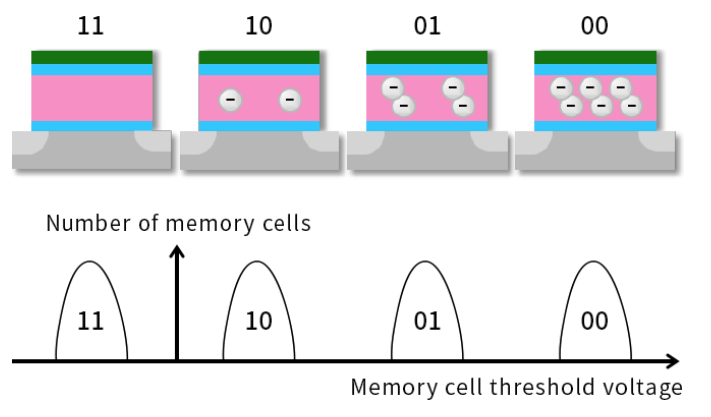 11 10 01 00
Number of memory cells
11 10 01 00
Memory cell threshold voltage